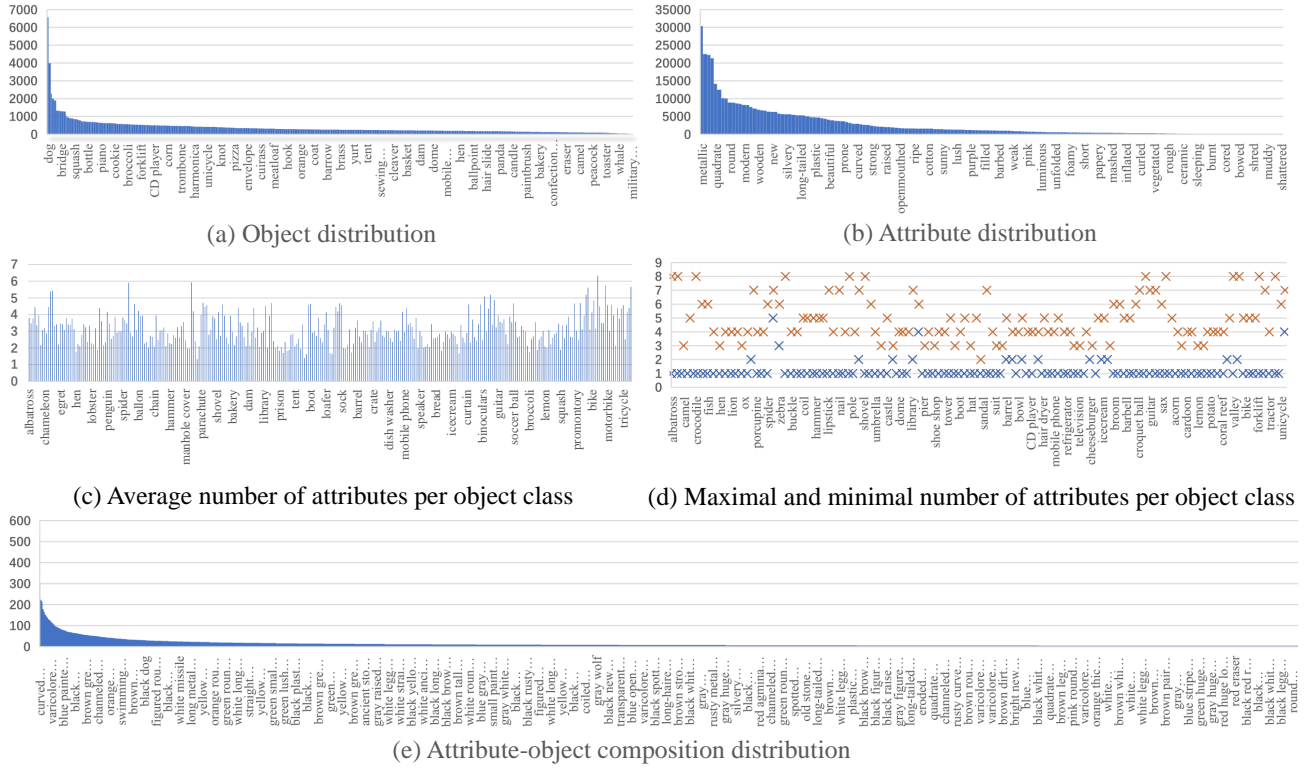 7000
6000
5000
4000
3000
2000
1000
0
dog
bridge
squash
bottle
piano
cookie
broccoli
forklift
CD player
corn
trombone
harmonica
unicycle
knot
pizza
envelope
cuirass
meatloaf
hook
orange
coat
barrow
brass
yurt
tent
sewing…
cleaver
basket
dam
dome
mobile…
hen
ballpoint
hair slide
panda
candle
paintbrush
bakery
confection…
eraser
camel
peacock
toaster
whale
military…
(a) Object distribution
35000
30000
25000
20000
15000
10000
5000
0
metallic
quadrate
round
modern
wooden
new
silvery
long-tailed
plastic
beautiful
prone
curved
strong
raised
openmouthed
ripe
cotton
sunny
lush
purple
filled
barbed
weak
pink
luminous
unfolded
foamy
short
papery
mashed
inflated
curled
vegetated
rough
ceramic
sleeping
burnt
cored
bowed
shred
muddy
shattered
(b) Attribute distribution
7
6
5
4
3
2
1
0
albatross
chameleon
egret
hen
lobster
penguin
spider
ballon
chain
hammer
manhole cover
parachute
shovel
bakery
dam
library
prison
tent
boot
loafer
sock
barrel
crate
dish washer
mobile phone
speaker
bread
icecream
curtain
binoculars
guitar
soccer ball
broccoli
lemon
squash
promontory
bike
motorbike
tricycle
(c) Average number of attributes per object class
9
8
7
6
5
4
3
2
1
0
albatross
camel
crocodile
fish
hen
lion
ox
porcupine
spider
zebra
buckle
coil
hammer
lipstick
nail
pole
shovel
umbrella
castle
dome
library
pier
shoe shop
tower
boot
hat
sandal
suit
barrel
bowl
CD player
hair dryer
mobile phone
refrigerator
television
cheeseburger
icecream
broom
barbell
croquet ball
guitar
sax
acorn
cardoon
lemon
potato
coral reef
valley
bike
forklift
tractor
unicycle
(d) Maximal and minimal number of attributes per object class
600
500
400
300
200
100
0
curved…
varicolore…
blue painte…
black…
brown gre…
channeled…
orange…
swimming…
brown…
black dog
figured rou…
black…
white missile
long metal…
yellow…
orange rou…
green roun…
white long…
straight…
yellow…
green smal…
green lush…
black plast…
black…
brown gre…
green…
yellow…
brown gre…
ancient sto…
gray raised…
white legg…
white strai…
white anci…
black long…
black brow…
brown tall…
white roun…
blue gray…
small paint…
gray white…
black…
black rusty…
figured…
white long…
yellow…
black…
coiled…
gray wolf
black new…
transparent…
blue open…
varicolore…
black spott…
long-haire…
brown stro…
black whit…
gray…
rusty metal…
gray huge…
silvery…
black…
red agmina…
channeled…
green thin…
spotted…
old stone…
long-tailed…
brown…
white legg…
plastic…
black brow…
black figur…
black raise…
gray figure…
long-tailed…
ended…
quadrate…
channeled…
rusty curve…
brown rou…
varicolore…
varicolore…
brown dirt…
bright new…
blue…
black whit…
quadrate…
brown leg…
pink round…
varicolore…
orange thic…
white…
brown whi…
white legg…
brown…
brown pair…
gray…
blue stripe…
green huge…
gray huge…
red huge lo…
red eraser
black red r…
black…
black whit…
black legg…
round…
(e) Attribute-object composition distribution